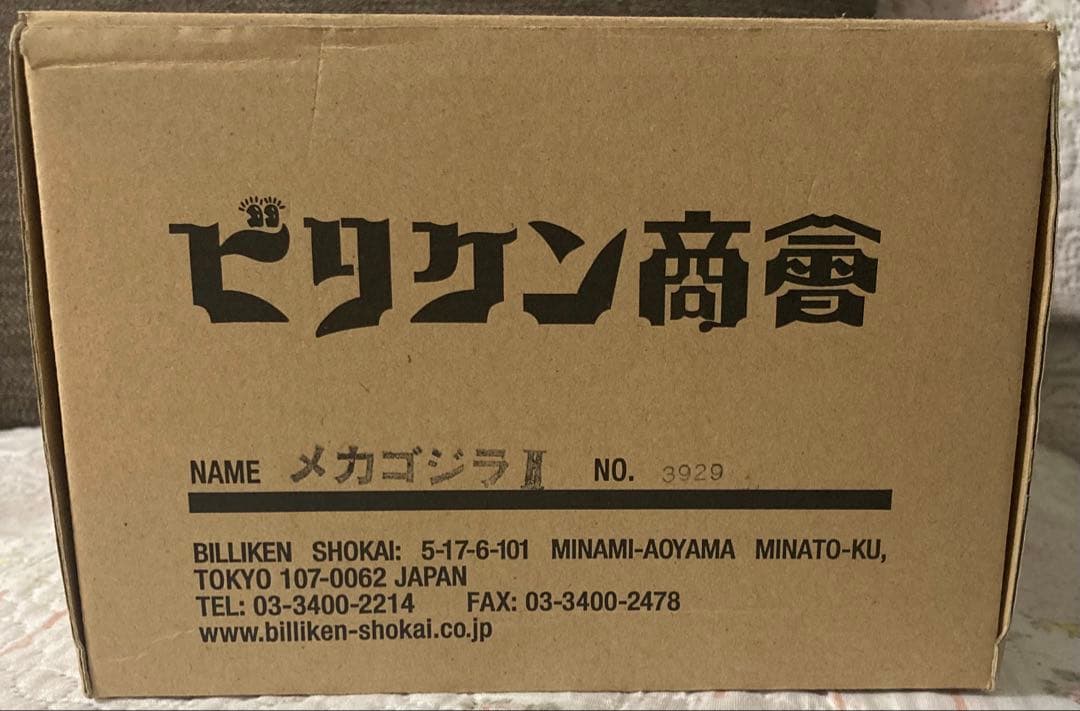 ビリケン商會
NAME メカゴジラⅡ NO. 3929
BILLIKEN SHOKAI: 5-17-6-101 MINAMI-AOYAMA MINATO-KU,
TOKYO 107-0062 JAPAN
TEL: 03-3400-2214 FAX: 03-3400-2478
www.billiken-shokai.co.jp